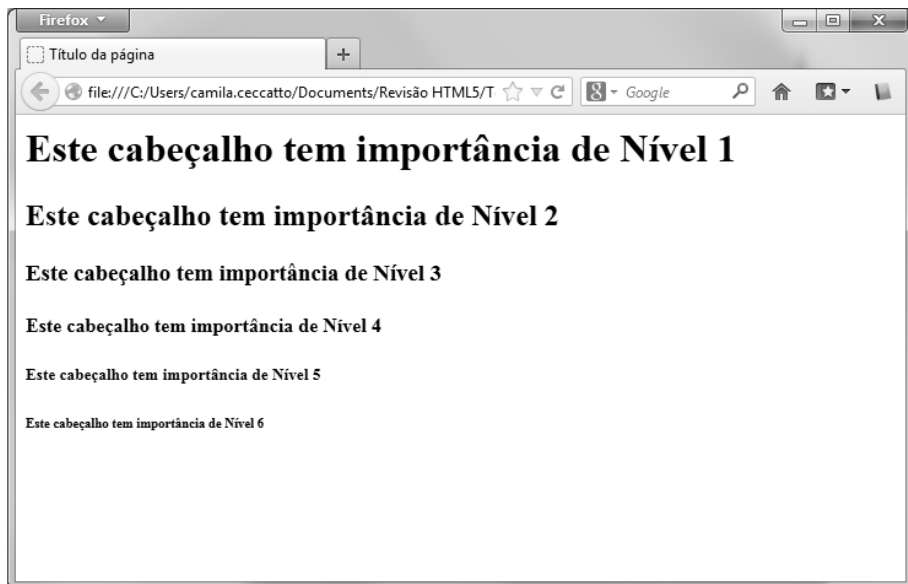 Firefox
Título da página
file:///C:/Users/camila.ceccatto/Documents/Revisão HTML5/T
Google
Este cabeçalho tem importância de Nível 1
Este cabeçalho tem importância de Nível 2
Este cabeçalho tem importância de Nível 3
Este cabeçalho tem importância de Nível 4
Este cabeçalho tem importância de Nível 5
Este cabeçalho tem importância de Nível 6